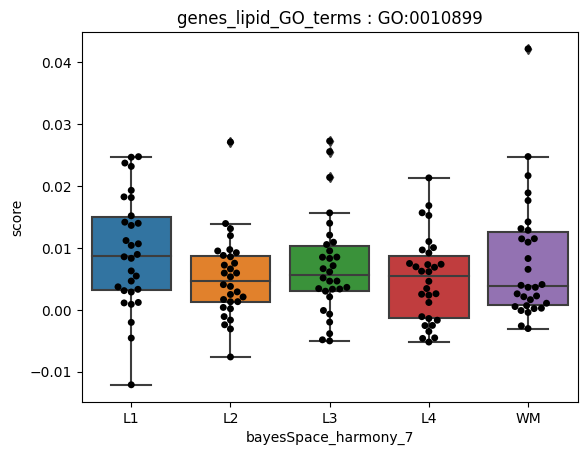 genes_lipid_GO_terms : GO:0010899
0.04
0.03
0.02
0.01
0.00
−0.01
score
L1 L2 L3 L4 WM
bayesSpace_harmony_7